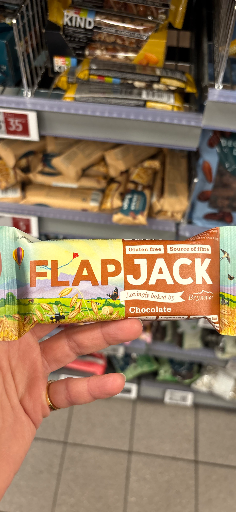 KIND
35
Gluten free Source of fibre
FLAPJACK
Chocolate